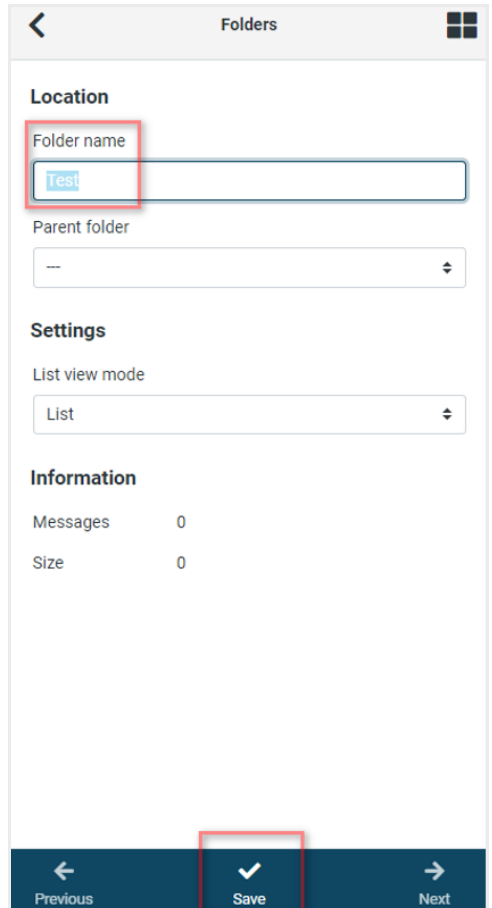 Folders
Location
Folder name
Test
Parent folder
---
Settings
List view mode
List
Information
Messages 0
Size 0
Previous Save Next